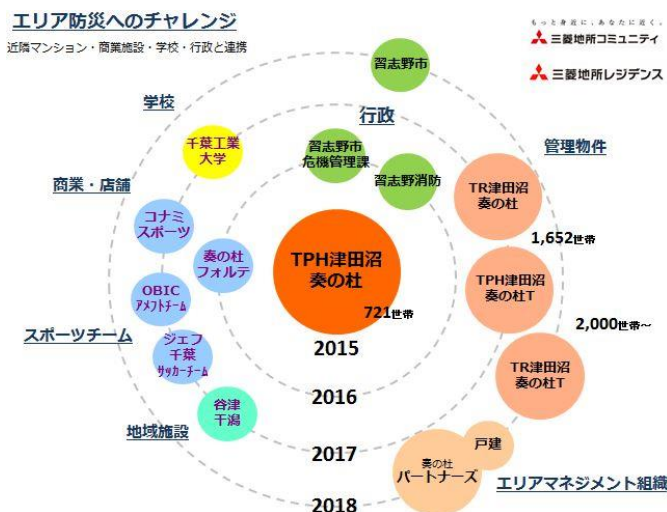 エリア防災へのチャレンジ
近隣マンション・商業施設・学校・行政と連携
もっと身近に、あなたに近く。
三菱地所コミュニティ
三菱地所レジデンス
習志野市
学校
行政
千葉工業
大学
習志野市
危機管理課
習志野消防
管理物件
商業・店舗
TR津田沼
奏の杜
1,652世帯
コナミ
スポーツ
奏の杜
フォルテ
TPH津田沼
奏の杜
721世帯
TPH津田沼
奏の杜T
2,000世帯～
OBIC
アメフトチーム
スポーツチーム
ジェフ
千葉
サッカーチーム
2015
TR津田沼
奏の杜T
2016
谷津
干潟
地域施設
2017
戸建
奏の杜
パートナーズ
エリアマネジメント組織
2018